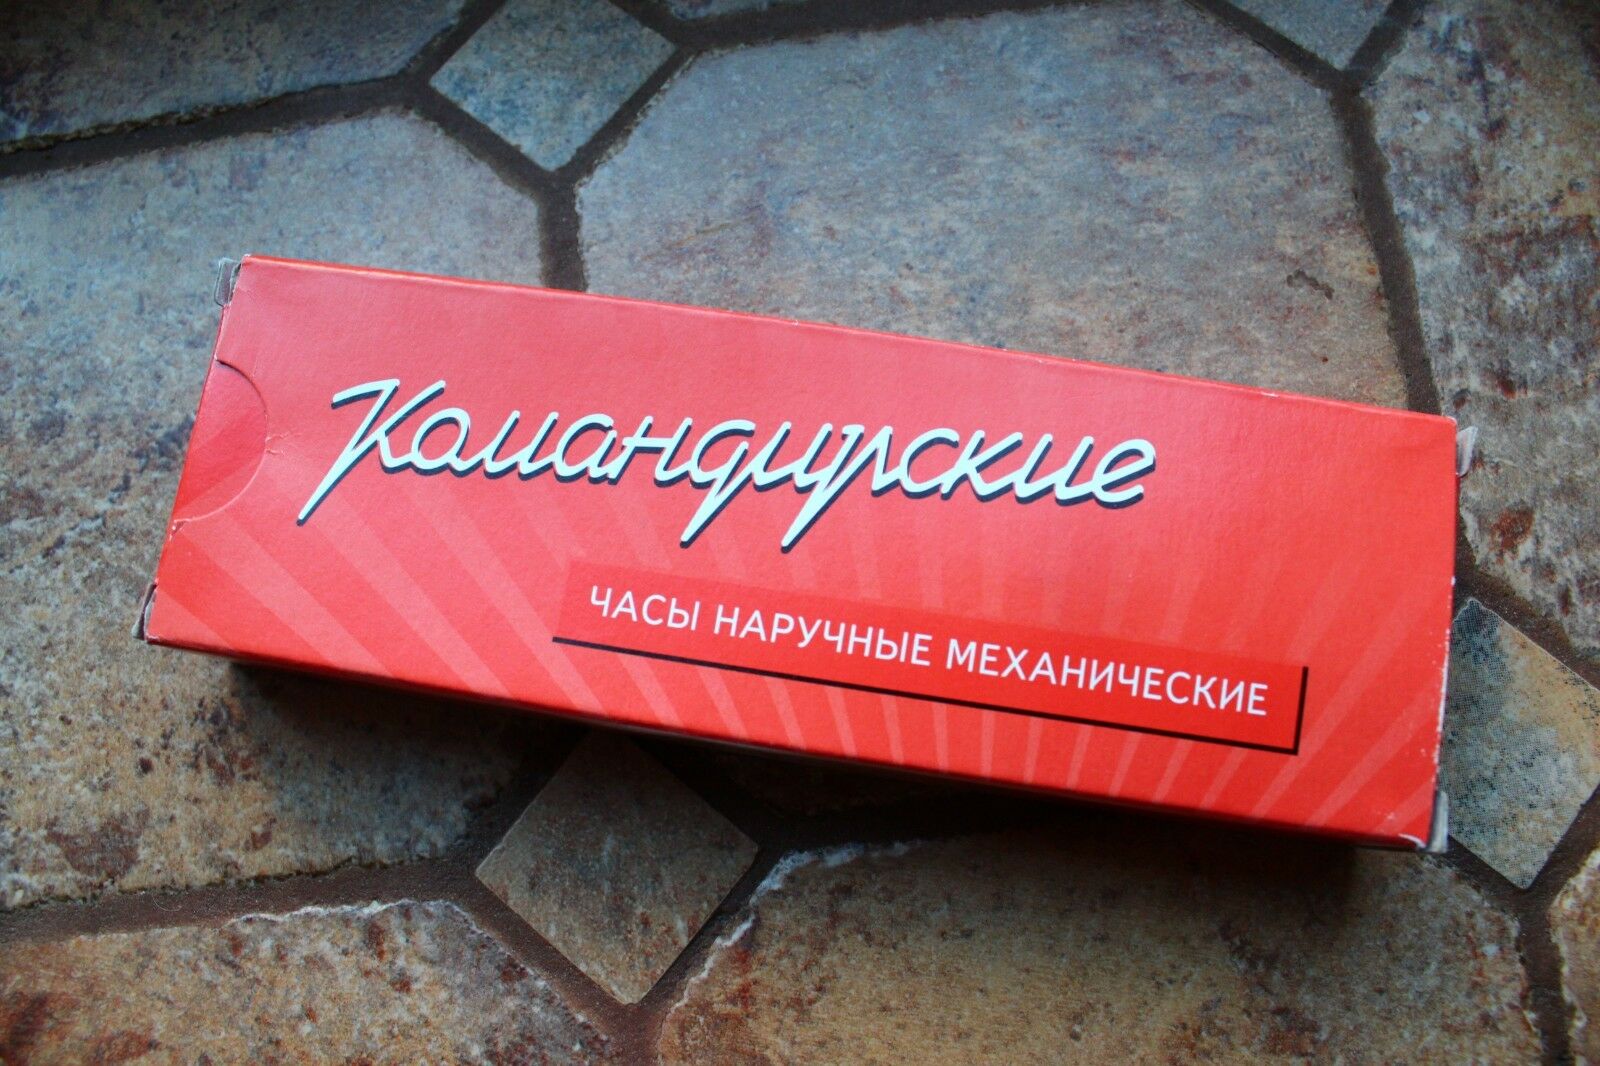 Командирские
ЧАСЫ НАРУЧНЫЕ МЕХАНИЧЕСКИЕ